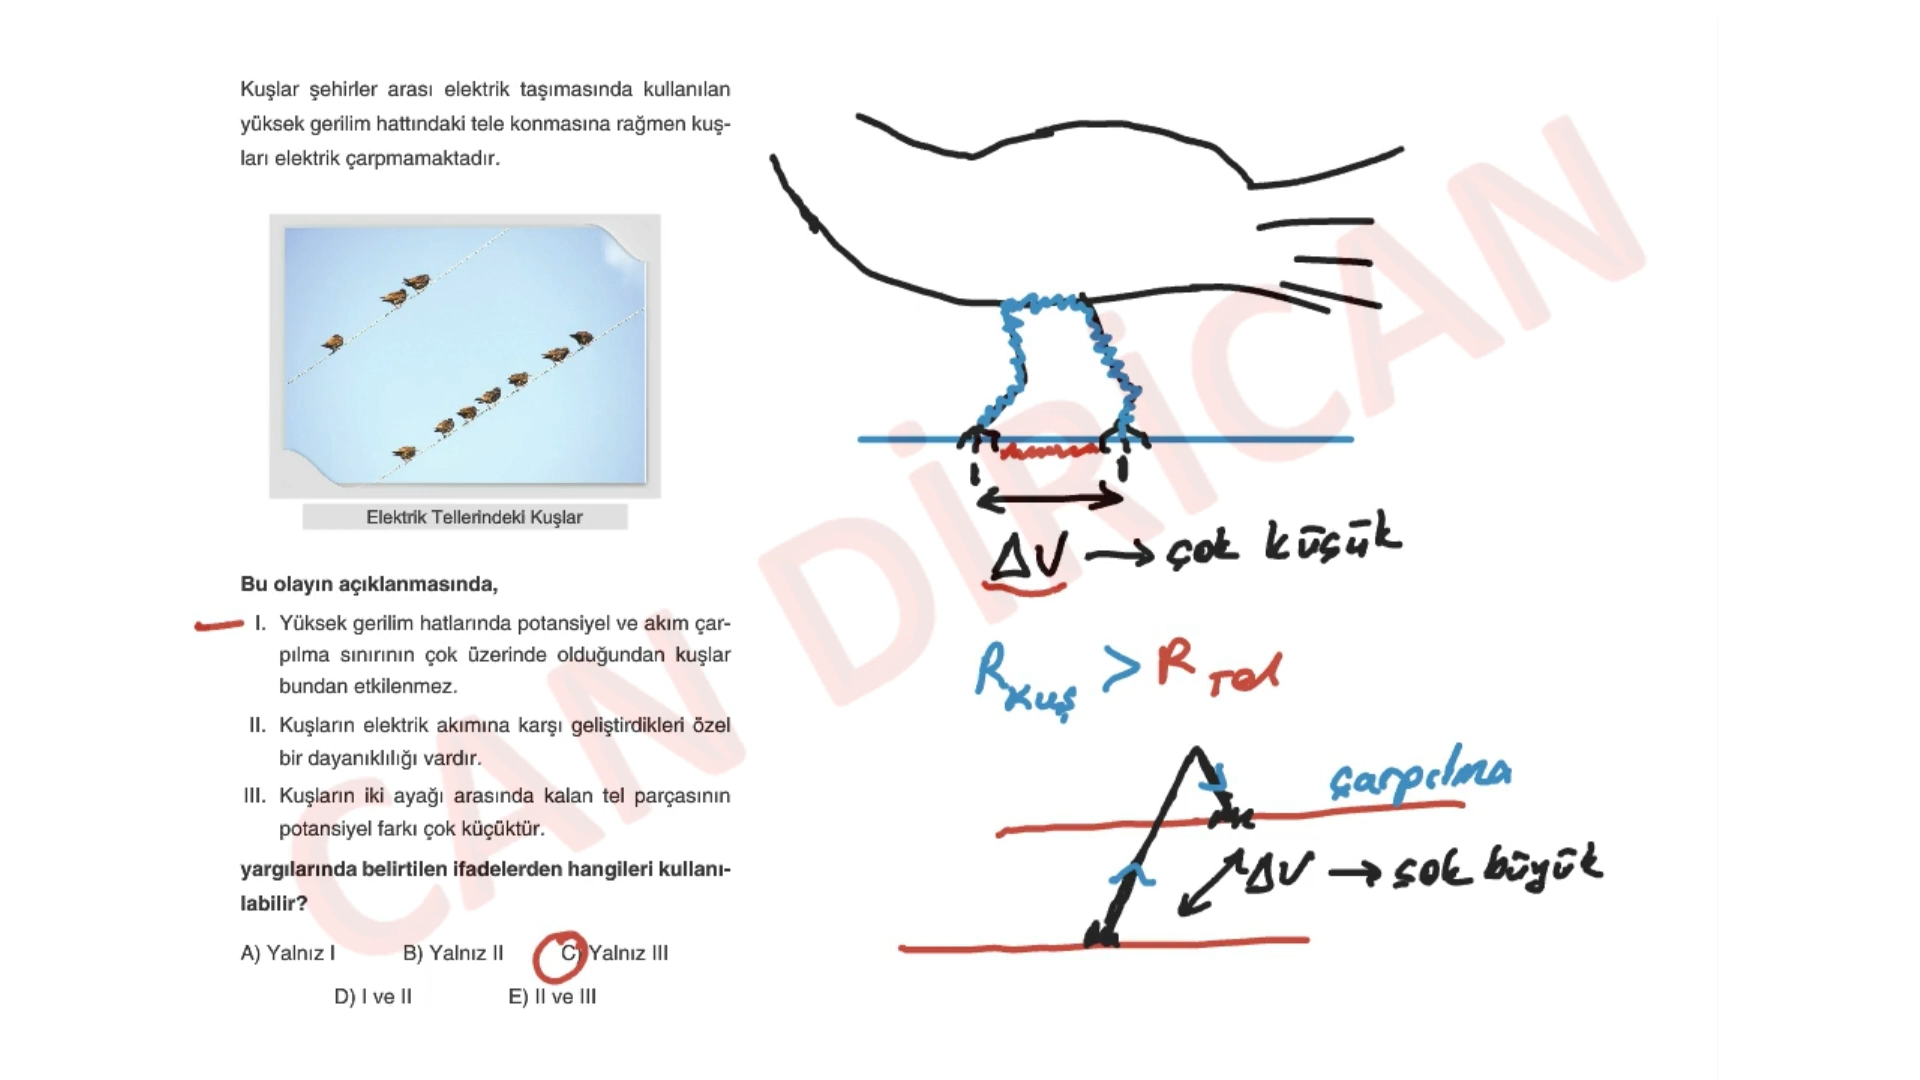 Kuşlar şehirler arası elektrik taşımasında kullanılan
yüksek gerilim hattındaki tele konmasına rağmen kuş-
ları elektrik çarpmamaktadır.
Elektrik Tellerindeki Kuşlar
Bu olayın açıklanmasında,
I. Yüksek gerilim hatlarında potansiyel ve akım çar-
pılma sınırının çok üzerinde olduğundan kuşlar
bundan etkilenmez.
II. Kuşların elektrik akımına karşı geliştirdikleri özel
bir dayanıklılığı vardır.
III. Kuşların iki ayağı arasında kalan tel parçasının
potansiyel farkı çok küçüktür.
yargılarında belirtilen ifadelerden hangileri kullanı-
labilir?
A) Yalnız I B) Yalnız II C) Yalnız III
D) I ve II E) II ve III
ΔV → çok küçük
RKuş > RTel
çarpılma
ΔV → çok büyük
CAN DİRİCAN